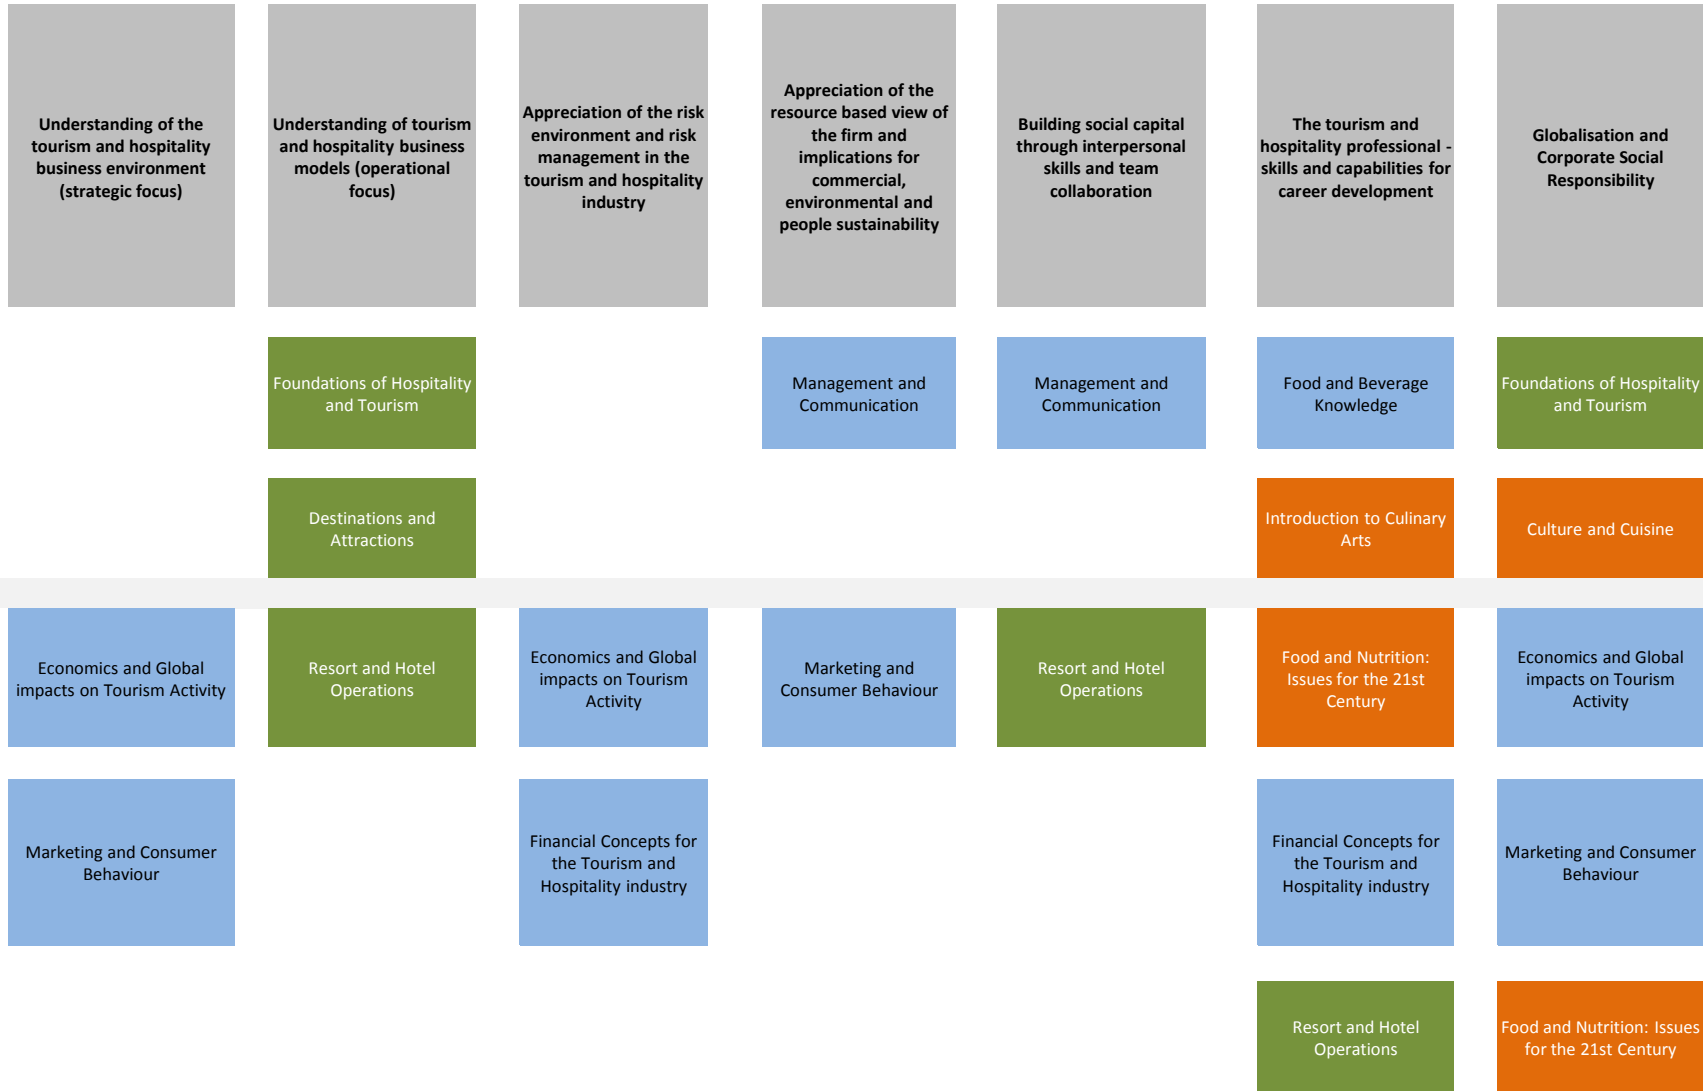 Understanding of the
tourism and hospitality
business environment
(strategic focus)
Understanding of tourism
and hospitality business
models (operational
focus)
Appreciation of the risk
environment and risk
management in the
tourism and hospitality
industry
Appreciation of the
resource based view of
the firm and
implications for
commercial,
environmental and
people sustainability
Building social capital
through interpersonal
skills and team
collaboration
The tourism and
hospitality professional -
skills and capabilities for
career development
Globalisation and
Corporate Social
Responsibility
Foundations of Hospitality
and Tourism
Management and
Communication
Management and
Communication
Food and Beverage
Knowledge
Foundations of Hospitality
and Tourism
Destinations and
Attractions
Introduction to Culinary
Arts
Culture and Cuisine
Economics and Global
impacts on Tourism Activity
Resort and Hotel
Operations
Economics and Global
impacts on Tourism
Activity
Marketing and
Consumer Behaviour
Resort and Hotel
Operations
Food and Nutrition:
Issues for the 21st
Century
Economics and Global
impacts on Tourism
Activity
Marketing and Consumer
Behaviour
Financial Concepts for
the Tourism and
Hospitality industry
Financial Concepts for
the Tourism and
Hospitality industry
Marketing and Consumer
Behaviour
Resort and Hotel
Operations
Food and Nutrition: Issues
for the 21st Century